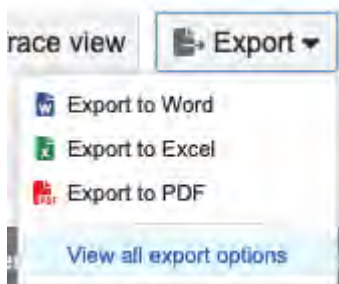 race view Export
Export to Word
Export to Excel
Export to PDF
View all export options